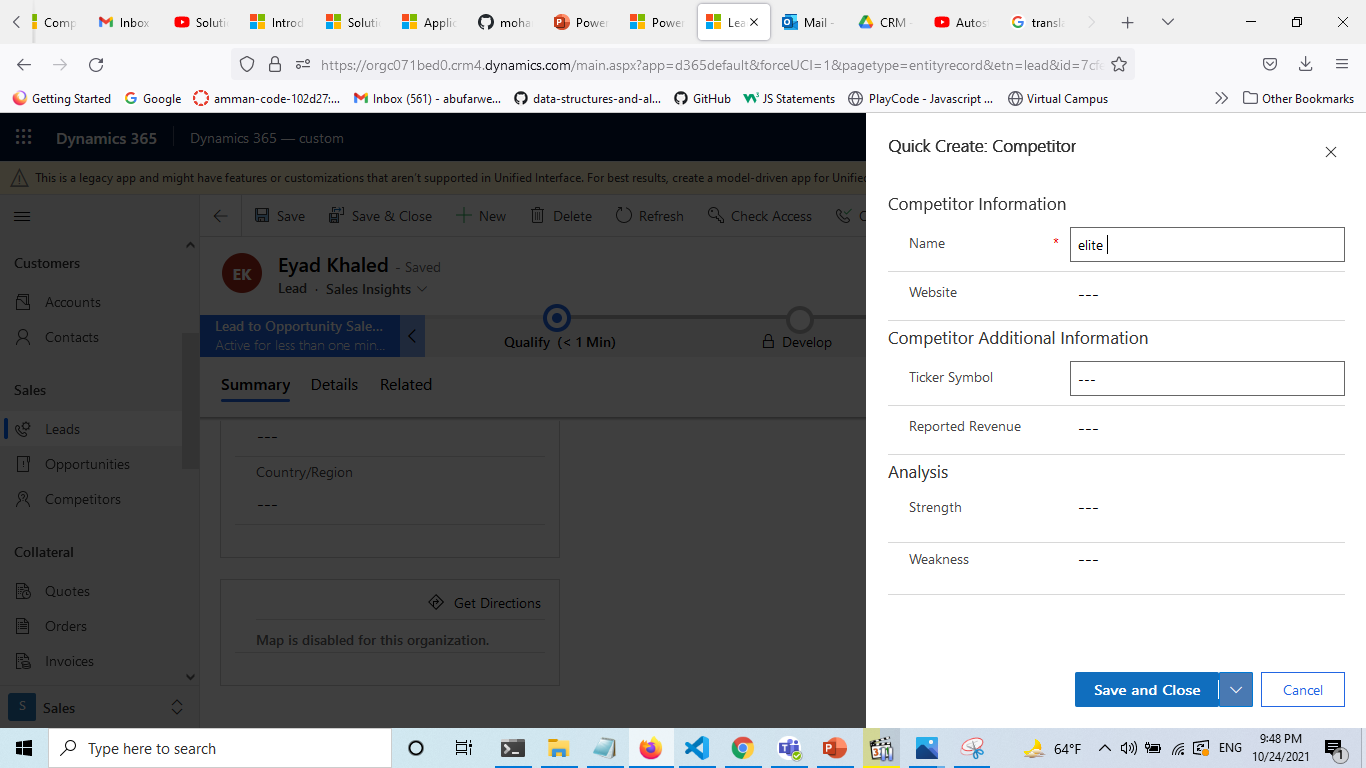 Comp
Inbox
Solutio
Introd
Solutio
Applic
moha
Power
Power
Lea
Mail -
CRM -
Autos
transl
https://orgc071bed0.crm4.dynamics.com/main.aspx?app=d365default&forceUCI=1&pagetype=entityrecord&etn=lead&id=7cfe
Getting Started
Google
amman-code-102d27:...
Inbox (561) - abufarwe...
data-structures-and-al...
GitHub
JS Statements
PlayCode - Javascript ...
Virtual Campus
Other Bookmarks
Dynamics 365
Dynamics 365 — custom
This is a legacy app and might have features or customizations that aren't supported in Unified Interface. For best results, create a model-driven app for Unifie
Save
Save & Close
New
Delete
Refresh
Check Access
Customers
Accounts
Contacts
Sales
Leads
Opportunities
Competitors
Collateral
Quotes
Orders
Invoices
S
Sales
EK
Eyad Khaled - Saved
Lead · Sales Insights
Lead to Opportunity Sale...
Active for less than one min...
Qualify (< 1 Min)
Develop
Summary
Details
Related
---
Country/Region
---
Get Directions
Map is disabled for this organization.
Quick Create: Competitor
Competitor Information
Name * elite
Website ---
Competitor Additional Information
Ticker Symbol ---
Reported Revenue ---
Analysis
Strength ---
Weakness ---
Save and Close
Cancel
Type here to search
64°F
ENG
9:48 PM
10/24/2021
1